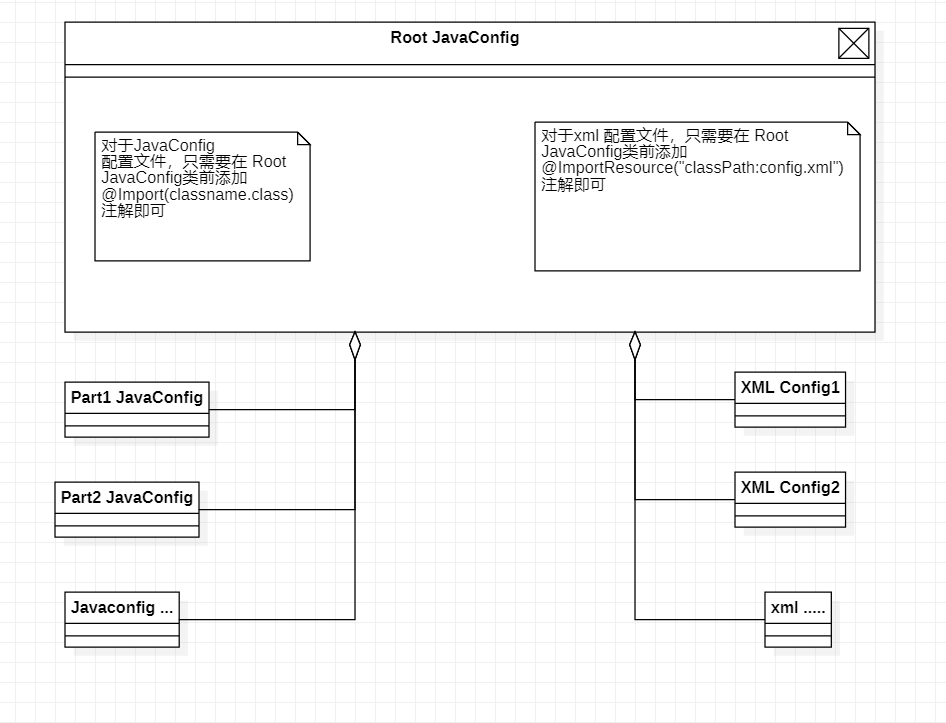 Root JavaConfig
对于JavaConfig
配置文件，只需要在 Root
JavaConfig类前添加
@Import(classname.class)
注解即可
对于xml 配置文件，只需要在 Root
JavaConfig类前添加
@ImportResource("classPath:config.xml")
注解即可
Part1 JavaConfig
XML Config1
Part2 JavaConfig
XML Config2
Javaconfig ...
xml .....